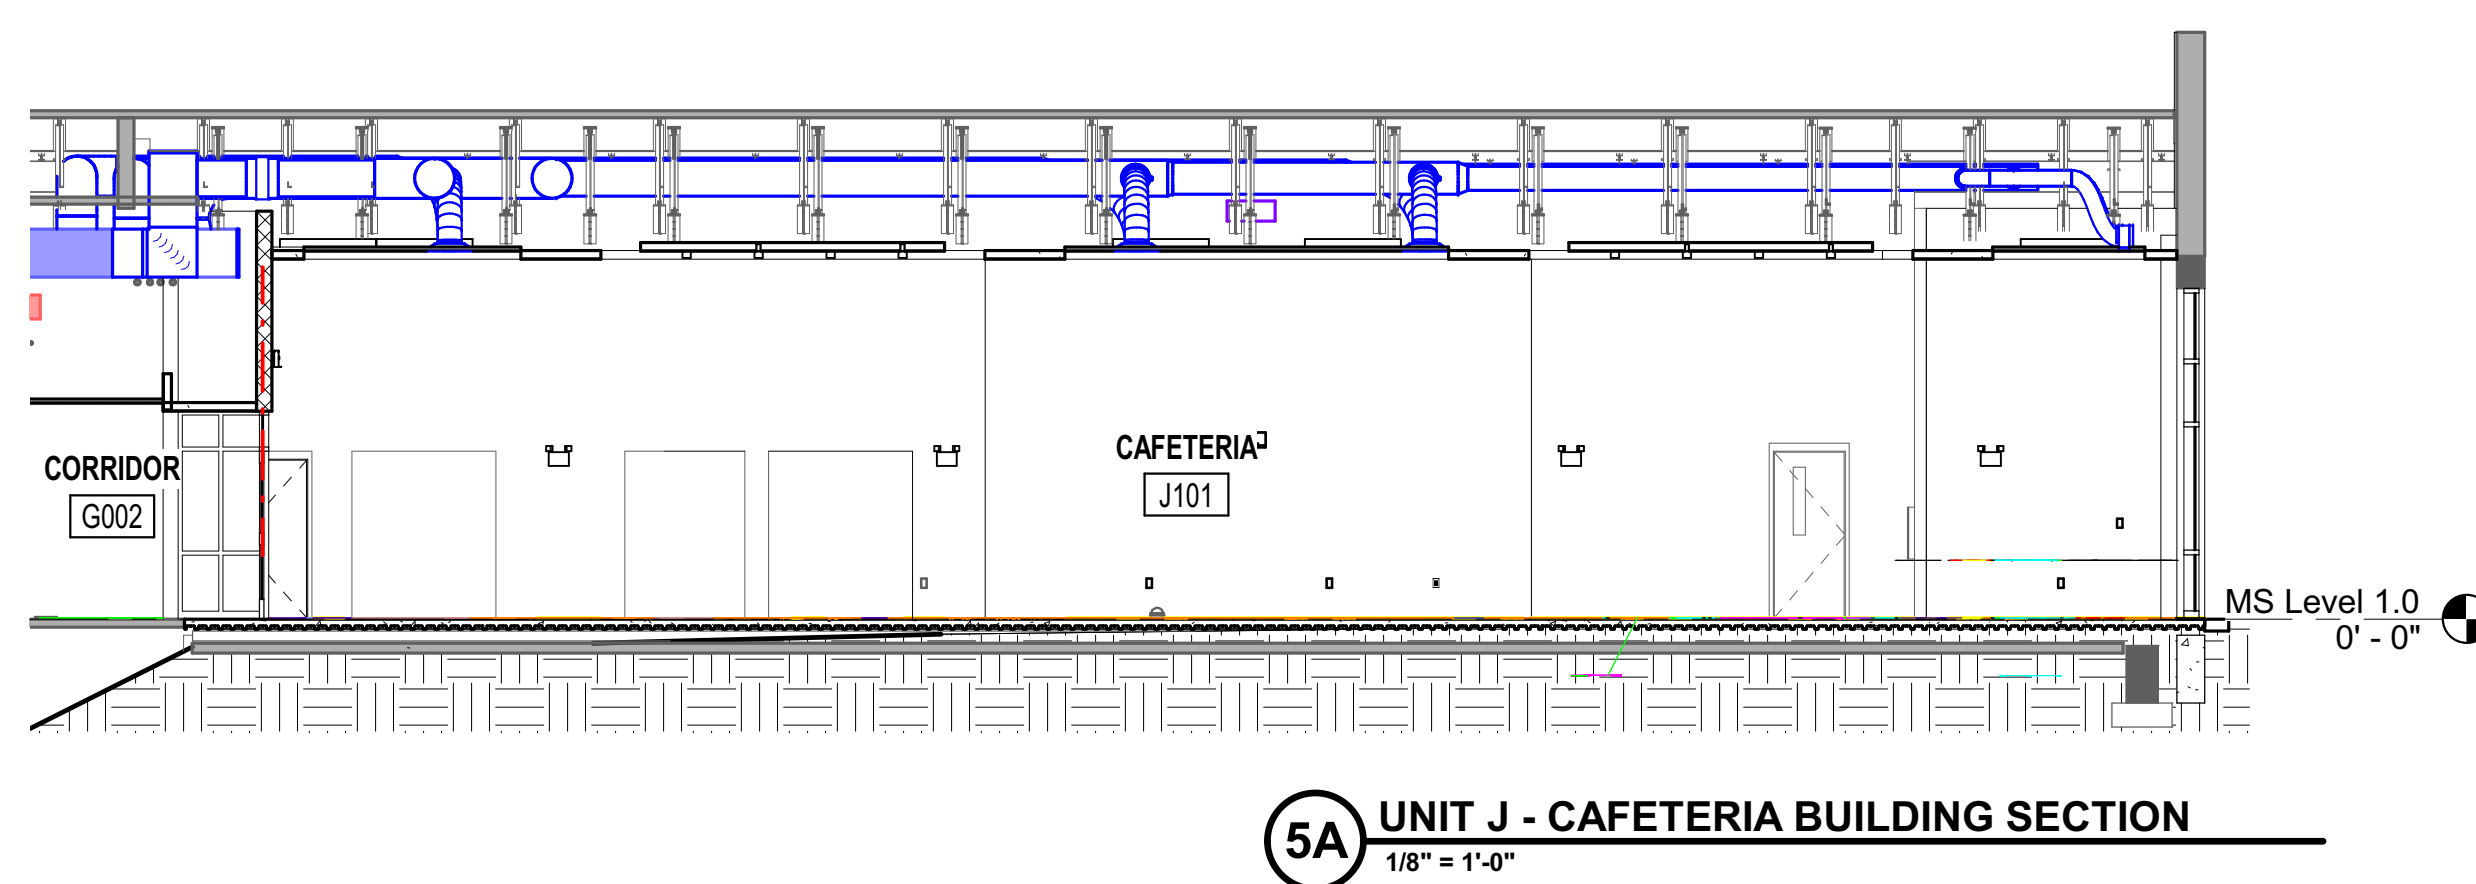 CORRIDOR
G002
CAFETERIA
J101
MS Level 1.0
0' - 0"
5A
UNIT J - CAFETERIA BUILDING SECTION
1/8" = 1'-0"